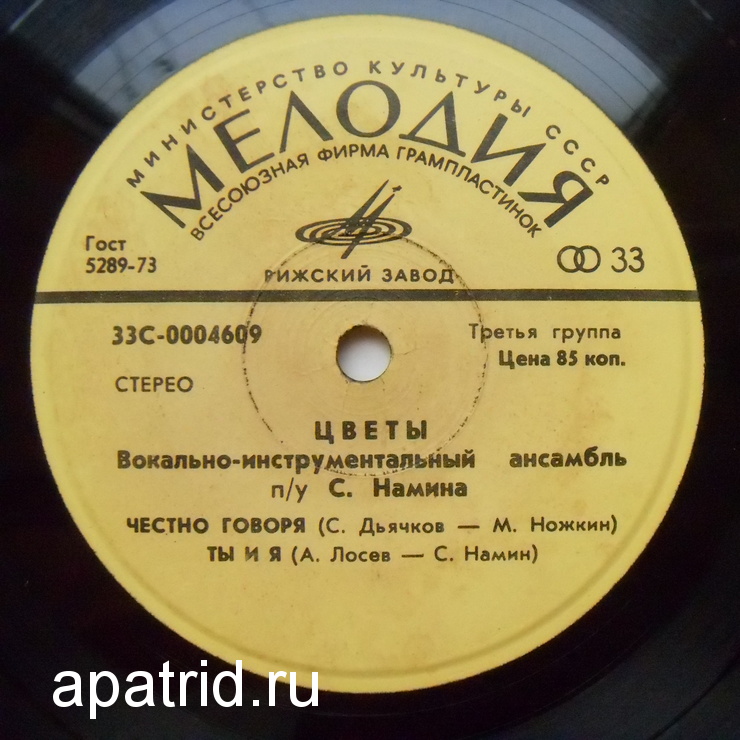 МИНИСТЕРСТВО КУЛЬТУРЫ СССР
МЕЛОДИЯ
ВСЕСОЮЗНАЯ ФИРМА ГРАМПЛАСТИНОК
Гост
5289-73
РИЖСКИЙ ЗАВОД
33
33С-0004609
Третья группа
Цена 85 коп.
СТЕРЕО
ЦВЕТЫ
Вокально-инструментальный ансамбль
п/у С. Намина
ЧЕСТНО ГОВОРЯ (С. Дьячков — М. Ножкин)
ТЫ И Я (А. Лосев — С. Намин)
apatrid.ru